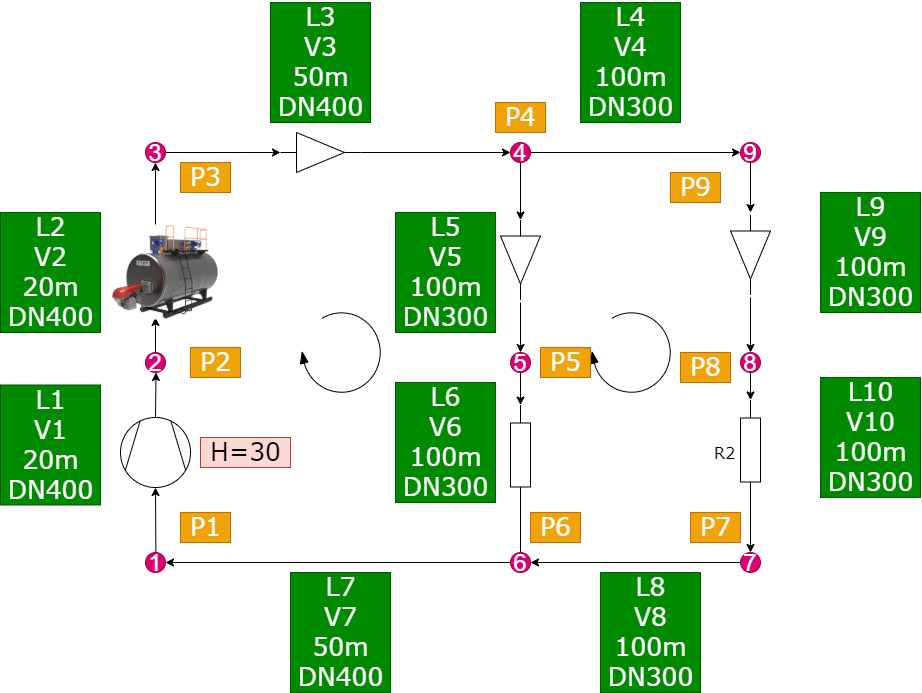 L3
V3
50m
DN400
L4
V4
100m
DN300
P4
3
4
9
P3
P9
L2
V2
20m
DN400
L5
V5
100m
DN300
L9
V9
100m
DN300
2
P2
5
P5
P8
8
L1
V1
20m
DN400
H=30
L6
V6
100m
DN300
R2
L10
V10
100m
DN300
P1
P6
P7
1
6
7
L7
V7
50m
DN400
L8
V8
100m
DN300